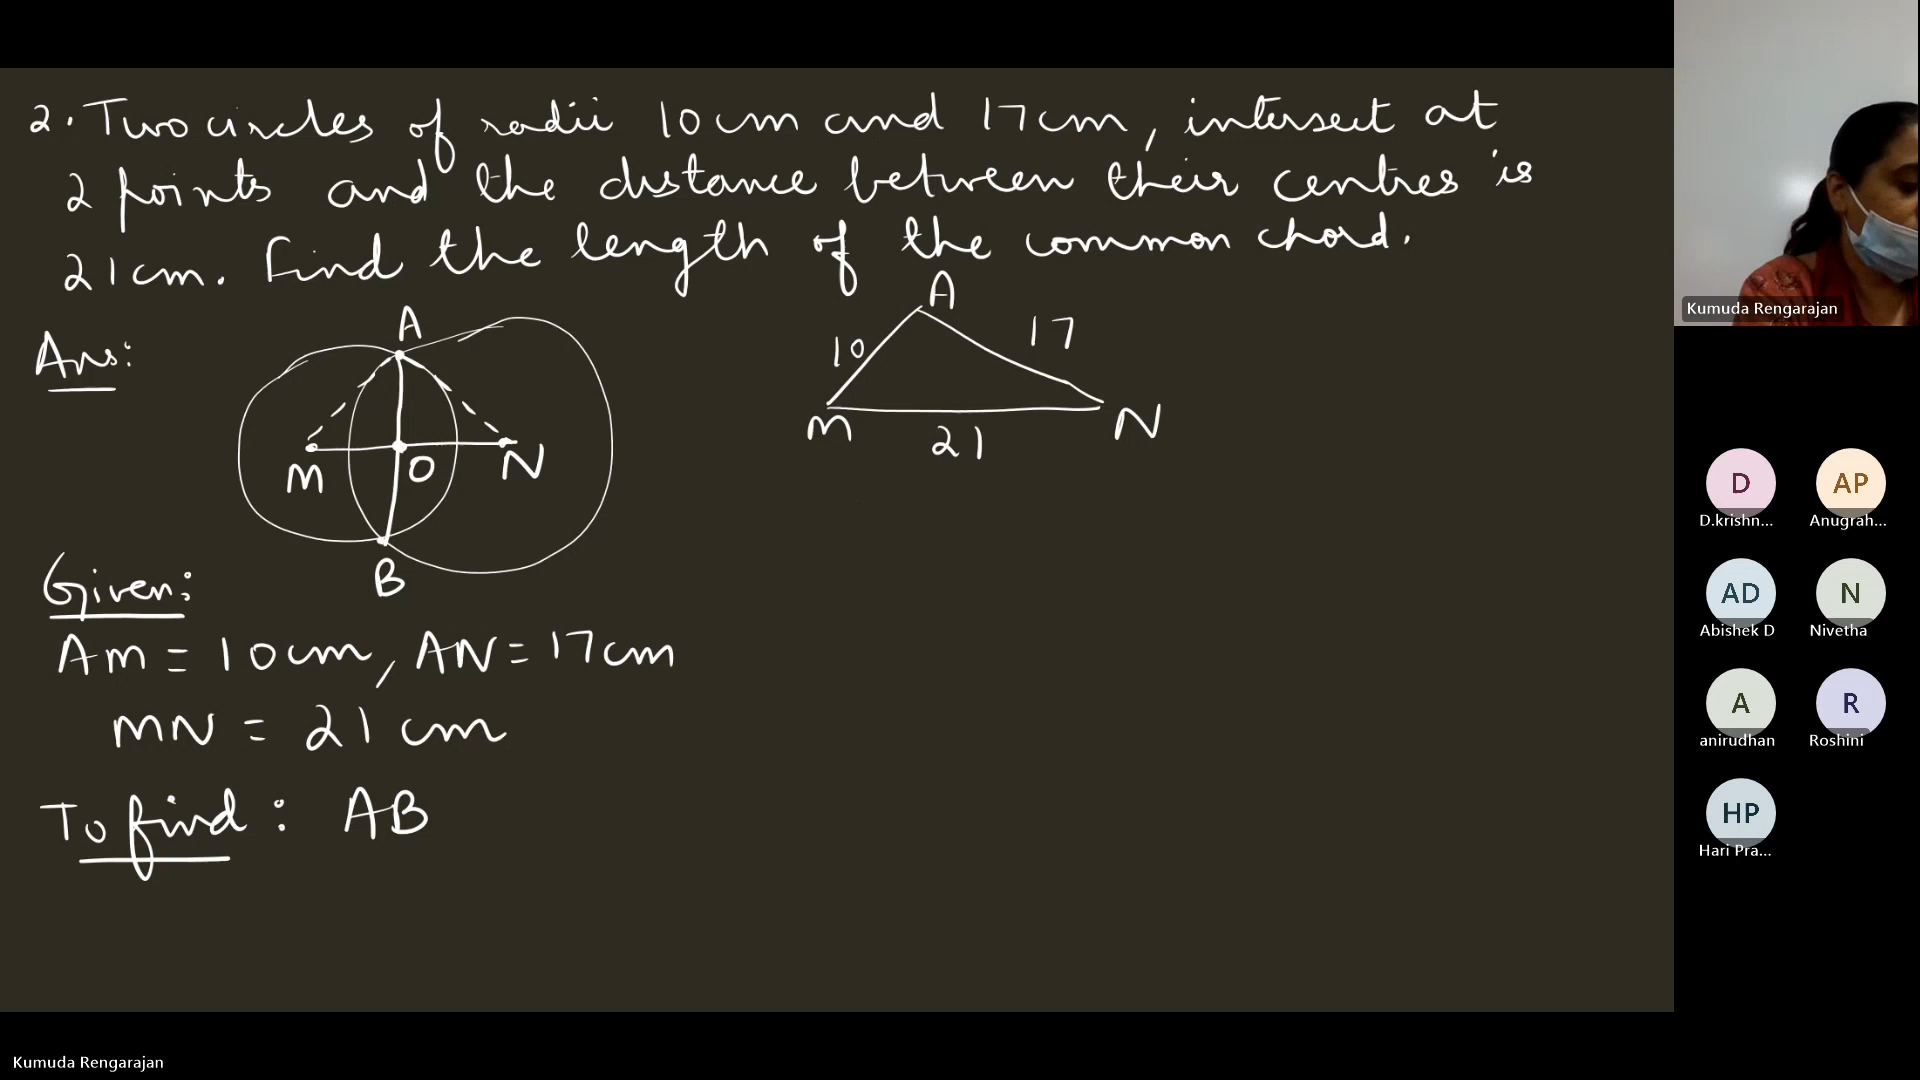 2. Two circles of radii 10cm and 17cm, intersect at
2 points and the distance between their centres is
21cm. Find the length of the common chord.
Ans:
A
M
O
N
B
A
10
17
M
21
N
Given:
AM = 10cm, AN = 17cm
MN = 21 cm
To find: AB
Kumuda Rengarajan
D
AP
D.krishn...
Anugrah...
AD
N
Abishek D
Nivetha
A
R
anirudhan
Roshini
HP
Hari Pra...
Kumuda Rengarajan